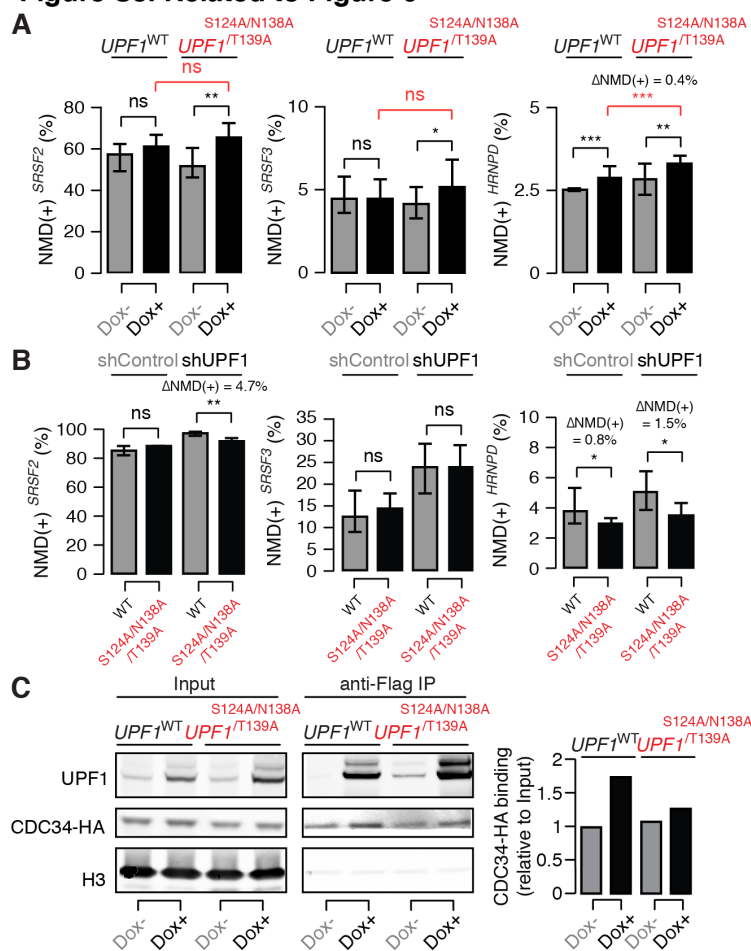 A
UPF1WT UPF1S124A/N138A/T139A
ns
ns
**
NMD(+) SRSF2 (%)
80
60
40
20
0
Dox- Dox+ Dox- Dox+
UPF1WT UPF1S124A/N138A/T139A
ns
ns
*
NMD(+) SRSF3 (%)
10
5
0
Dox- Dox+ Dox- Dox+
UPF1WT UPF1S124A/N138A/T139A
ΔNMD(+) = 0.4%
***
***
**
NMD(+) HRNPD (%)
5
2.5
0
Dox- Dox+ Dox- Dox+
B
shControl shUPF1
ΔNMD(+) = 4.7%
ns
**
NMD(+) SRSF2 (%)
100
80
60
40
20
0
WT S124A/N138A/T139A WT S124A/N138A/T139A
shControl shUPF1
ns
ns
NMD(+) SRSF3 (%)
35
30
25
20
15
10
5
0
WT S124A/N138A/T139A WT S124A/N138A/T139A
shControl shUPF1
ΔNMD(+)
= 0.8%
*
ΔNMD(+)
= 1.5%
*
NMD(+) HRNPD (%)
10
8
6
4
2
0
WT S124A/N138A/T139A WT S124A/N138A/T139A
C
Input anti-Flag IP
UPF1WT UPF1S124A/N138A/T139A
UPF1WT UPF1S124A/N138A/T139A
UPF1
CDC34-HA
H3
Dox- Dox+ Dox- Dox+
Dox- Dox+ Dox- Dox+
UPF1WT UPF1S124A/N138A/T139A
CDC34-HA binding
(relative to Input)
2
1.5
1
0.5
0
Dox- Dox+ Dox- Dox+